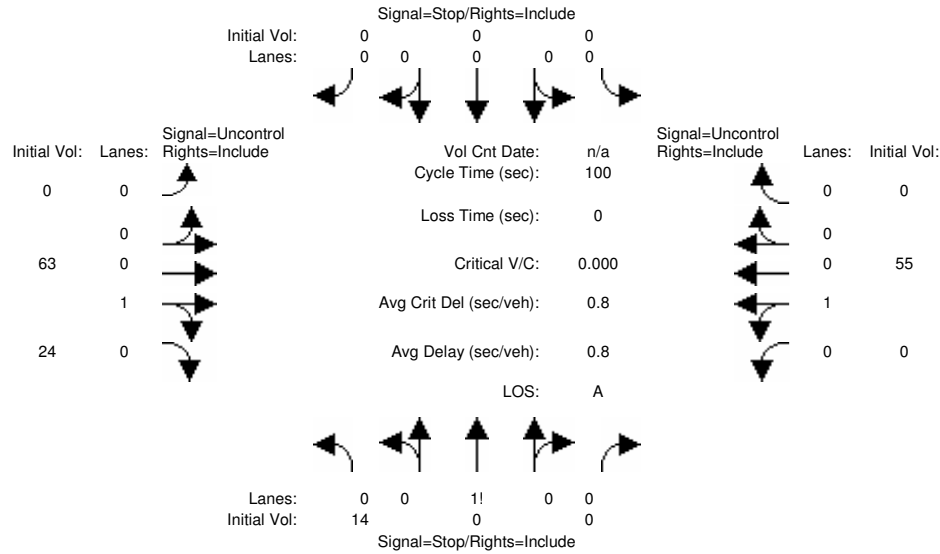 Signal=Stop/Rights=Include
Initial Vol: 0 0 0
Lanes: 0 0 0 0 0
Signal=Uncontrol Signal=Uncontrol
Initial Vol: Lanes: Rights=Include Vol Cnt Date: n/a Rights=Include Lanes: Initial Vol:
Cycle Time (sec): 100
0 0 0 0
Loss Time (sec): 0
0 0
63 0 Critical V/C: 0.000 0 55
1 Avg Crit Del (sec/veh): 0.8 1
24 0 Avg Delay (sec/veh): 0.8 0 0
LOS: A
Lanes: 0 0 1! 0 0
Initial Vol: 14 0 0
Signal=Stop/Rights=Include